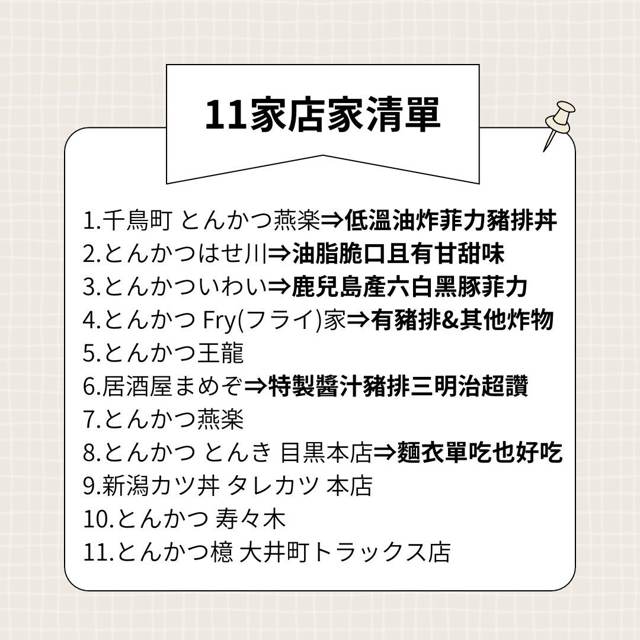 11家店家清單
1.千鳥町 とんかつ燕楽⇒低溫油炸菲力豬排丼
2.とんかつはせ川⇒油脂脆口且有甘甜味
3.とんかついわい⇒鹿兒島產六白黑豚菲力
4.とんかつ Fry(フライ)家⇒有豬排&其他炸物
5.とんかつ王龍
6.居酒屋まめぞ⇒特製醬汁豬排三明治超讚
7.とんかつ燕楽
8.とんかつ とんき 目黒本店⇒麵衣單吃也好吃
9.新潟カツ丼 タレカツ 本店
10.とんかつ 寿々木
11.とんかつ檍 大井町トラックス店